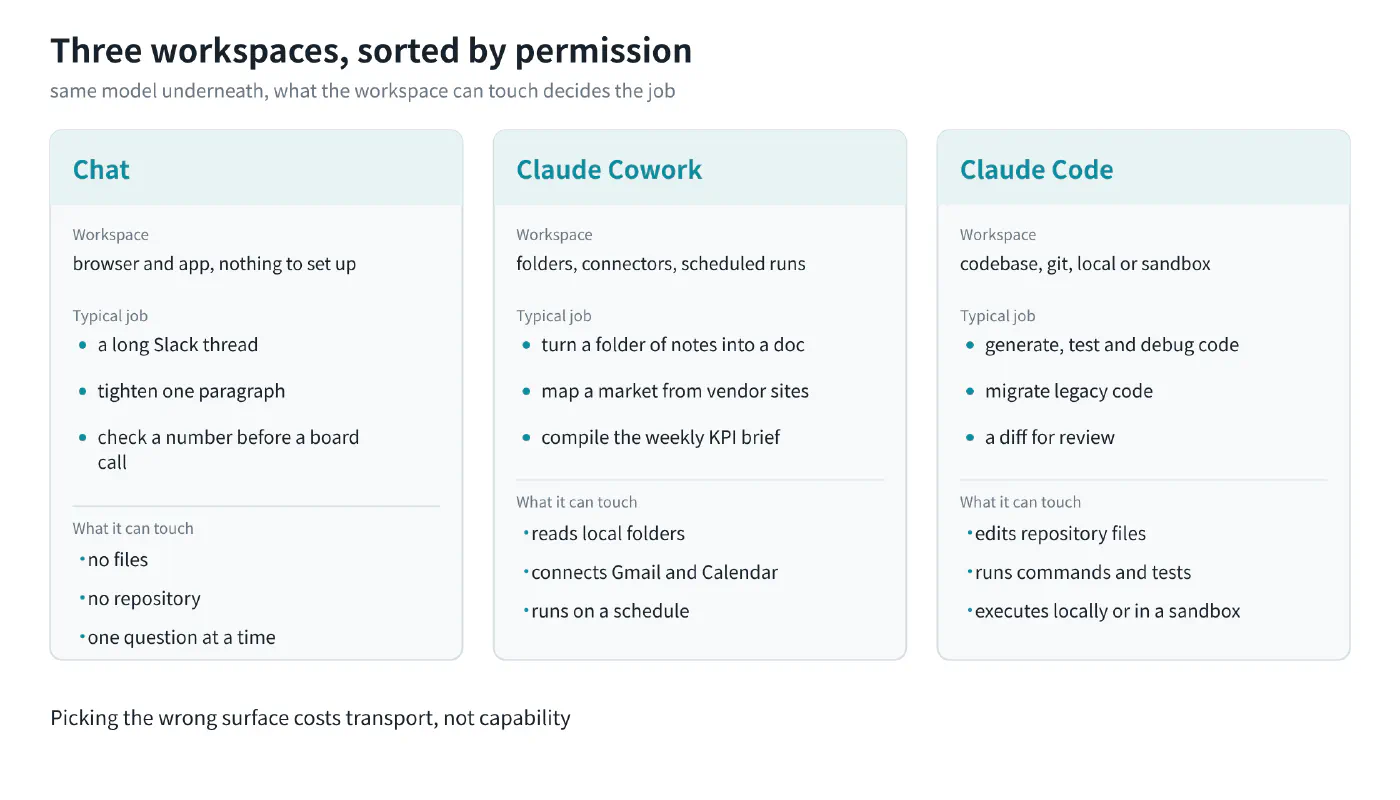 Three workspaces, sorted by permission
same model underneath, what the workspace can touch decides the job
Chat
Workspace
browser and app, nothing to set up
Typical job
• a long Slack thread
• tighten one paragraph
• check a number before a board
call
What it can touch
• no files
• no repository
• one question at a time
Claude Cowork
Workspace
folders, connectors, scheduled runs
Typical job
• turn a folder of notes into a doc
• map a market from vendor sites
• compile the weekly KPI brief
What it can touch
• reads local folders
• connects Gmail and Calendar
• runs on a schedule
Claude Code
Workspace
codebase, git, local or sandbox
Typical job
• generate, test and debug code
• migrate legacy code
• a diff for review
What it can touch
• edits repository files
• runs commands and tests
• executes locally or in a sandbox
Picking the wrong surface costs transport, not capability